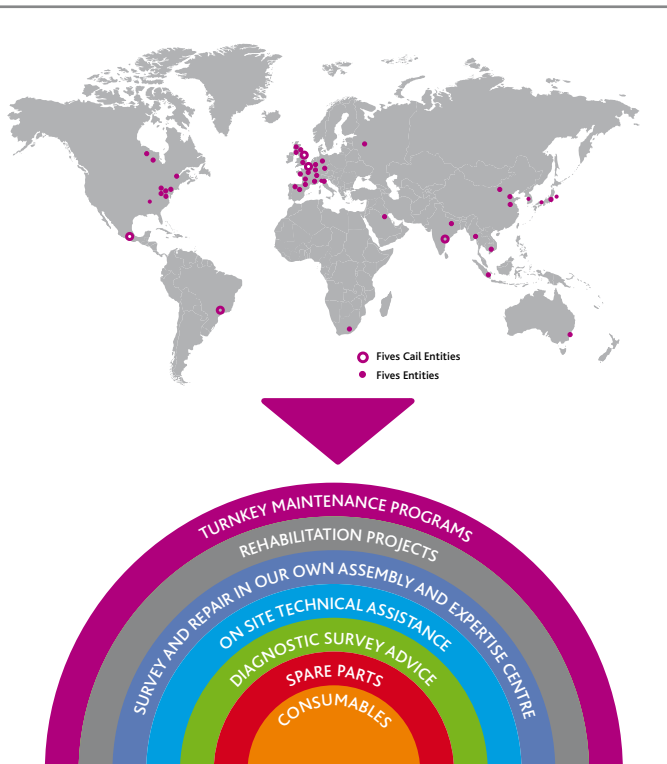 Fives Cail Entities
Fives Entities
TURNKEY MAINTENANCE PROGRAMS
REHABILITATION PROJECTS
SURVEY AND REPAIR IN OUR OWN ASSEMBLY AND EXPERTISE CENTRE
ON SITE TECHNICAL ASSISTANCE
DIAGNOSTIC SURVEY ADVICE
SPARE PARTS
CONSUMABLES